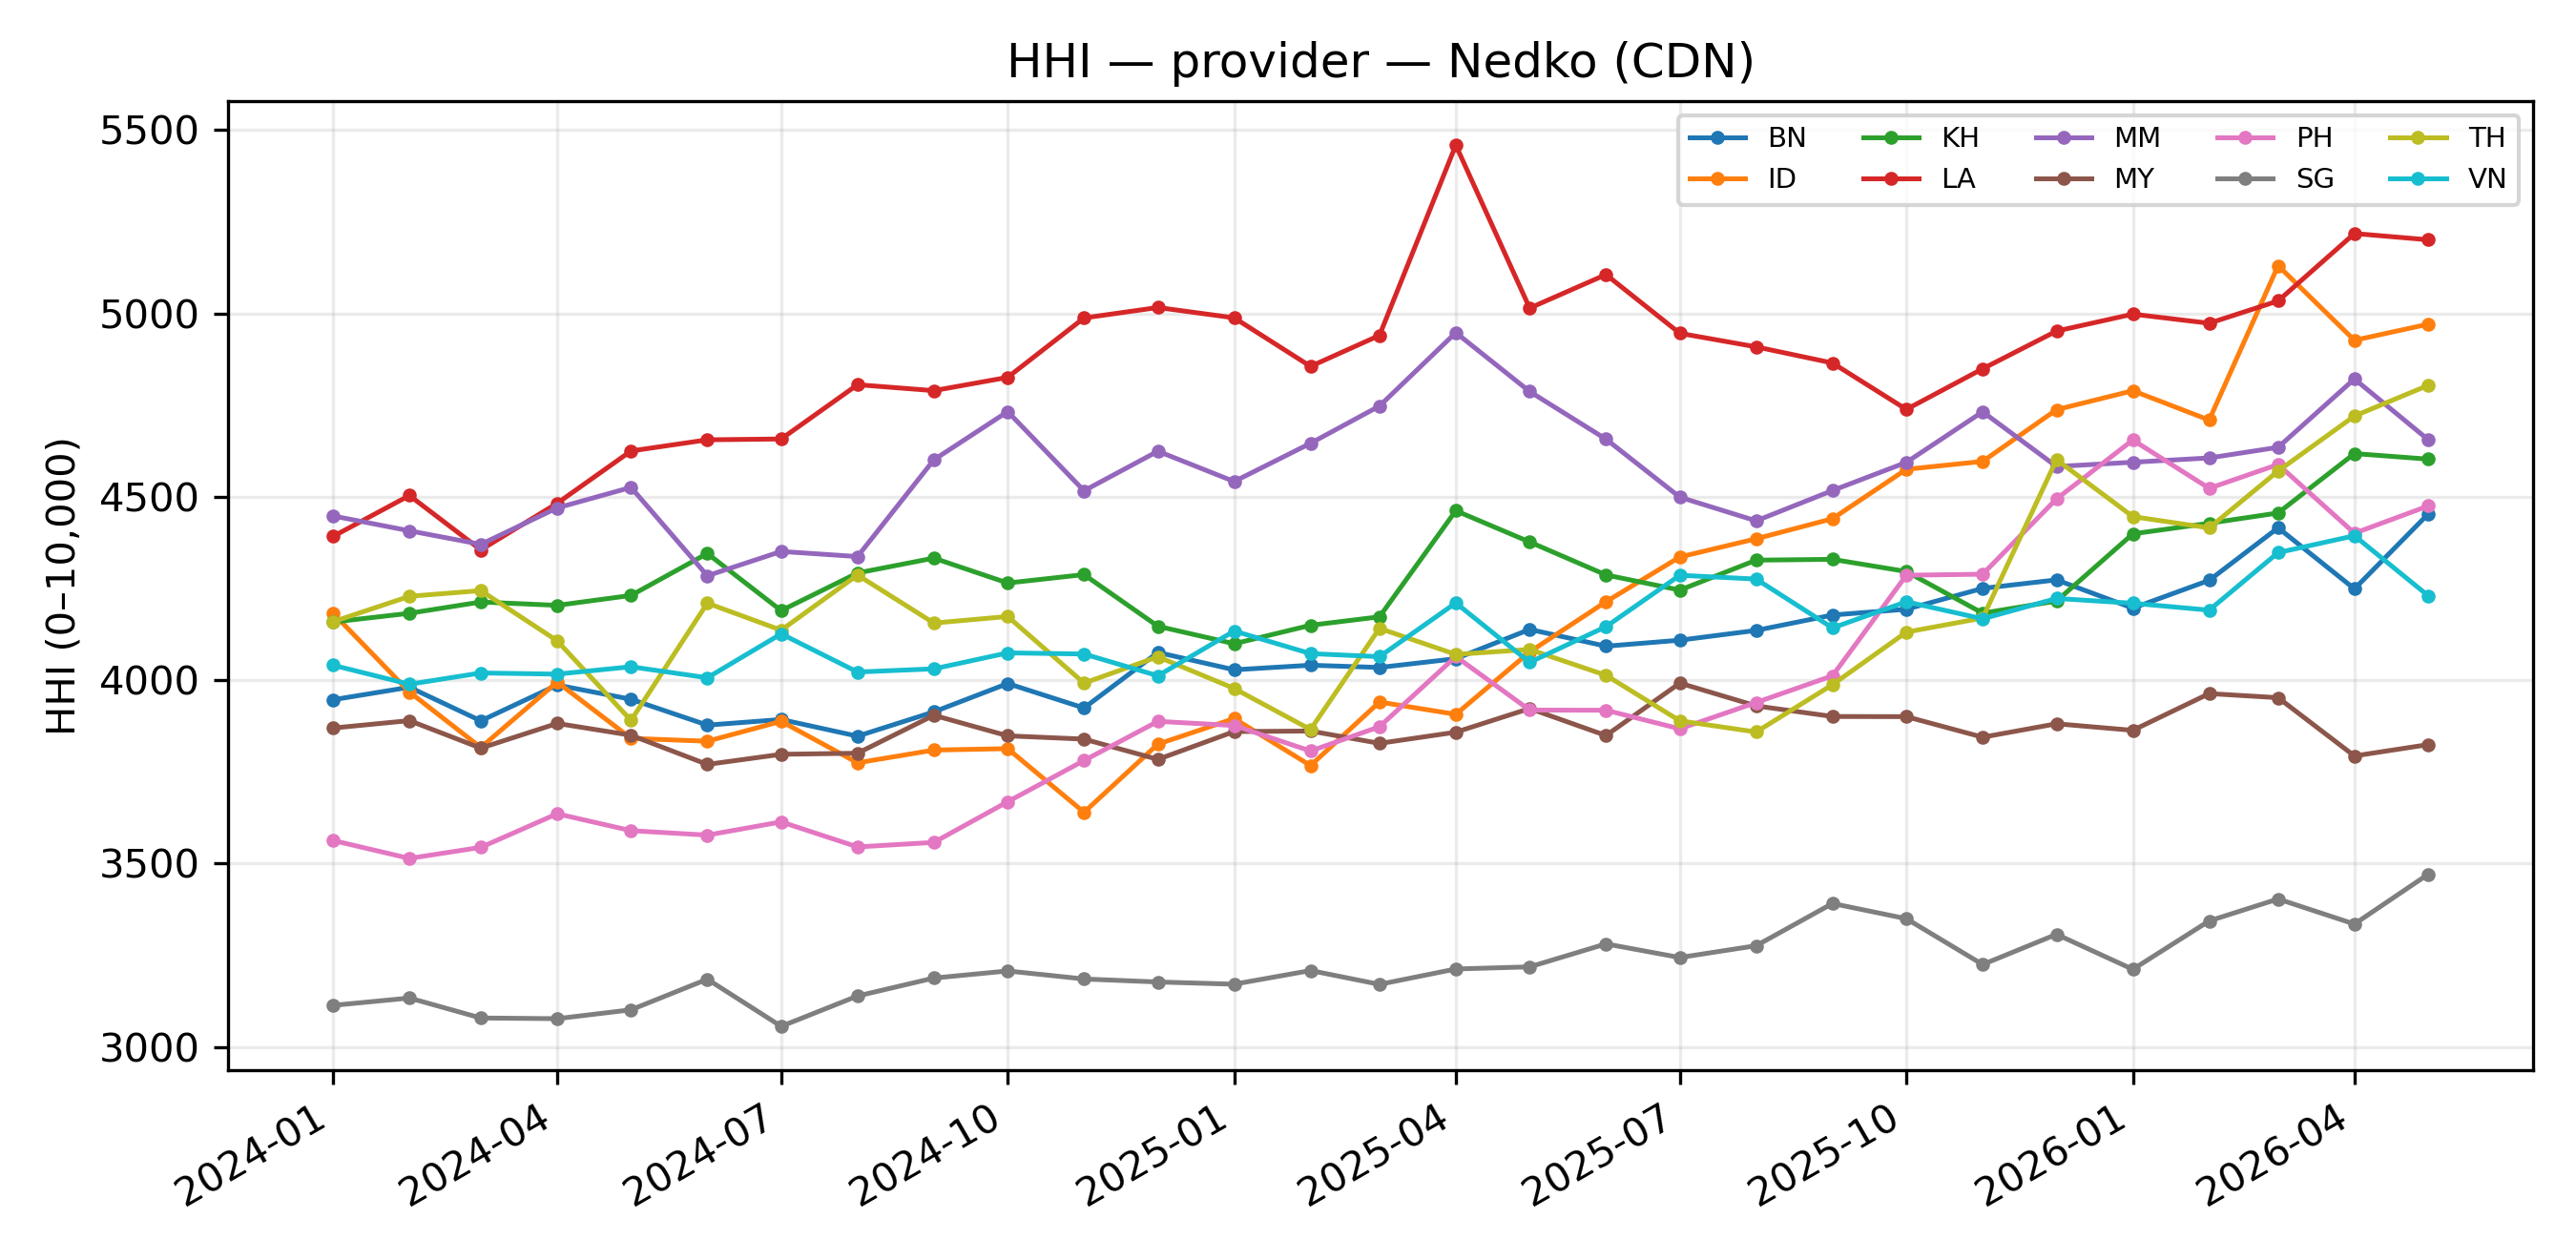 HHI — provider — Nedko (CDN)
HHI (0–10,000)
5500
5000
4500
4000
3500
3000
BN KH MM PH TH
ID LA MY SG VN
2024-01 2024-04 2024-07 2024-10 2025-01 2025-04 2025-07 2025-10 2026-01 2026-04